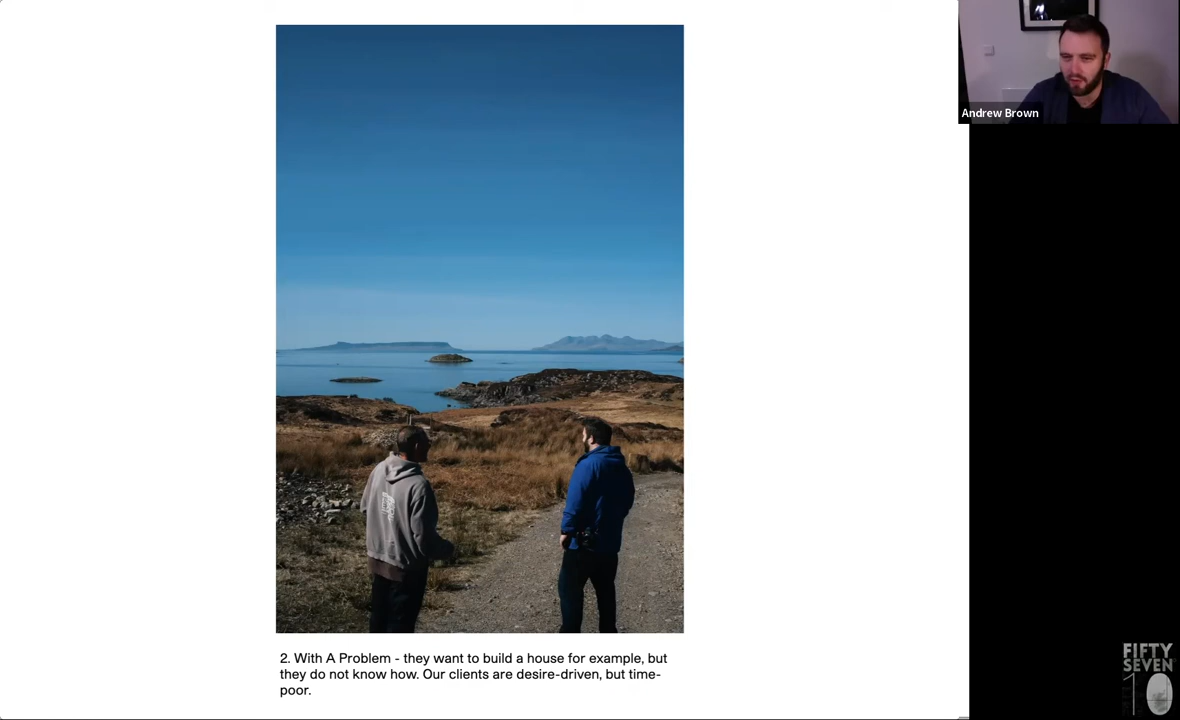 Andrew Brown
2. With A Problem - they want to build a house for example, but
they do not know how. Our clients are desire-driven, but time-
poor.
FIFTY
SEVEN
10